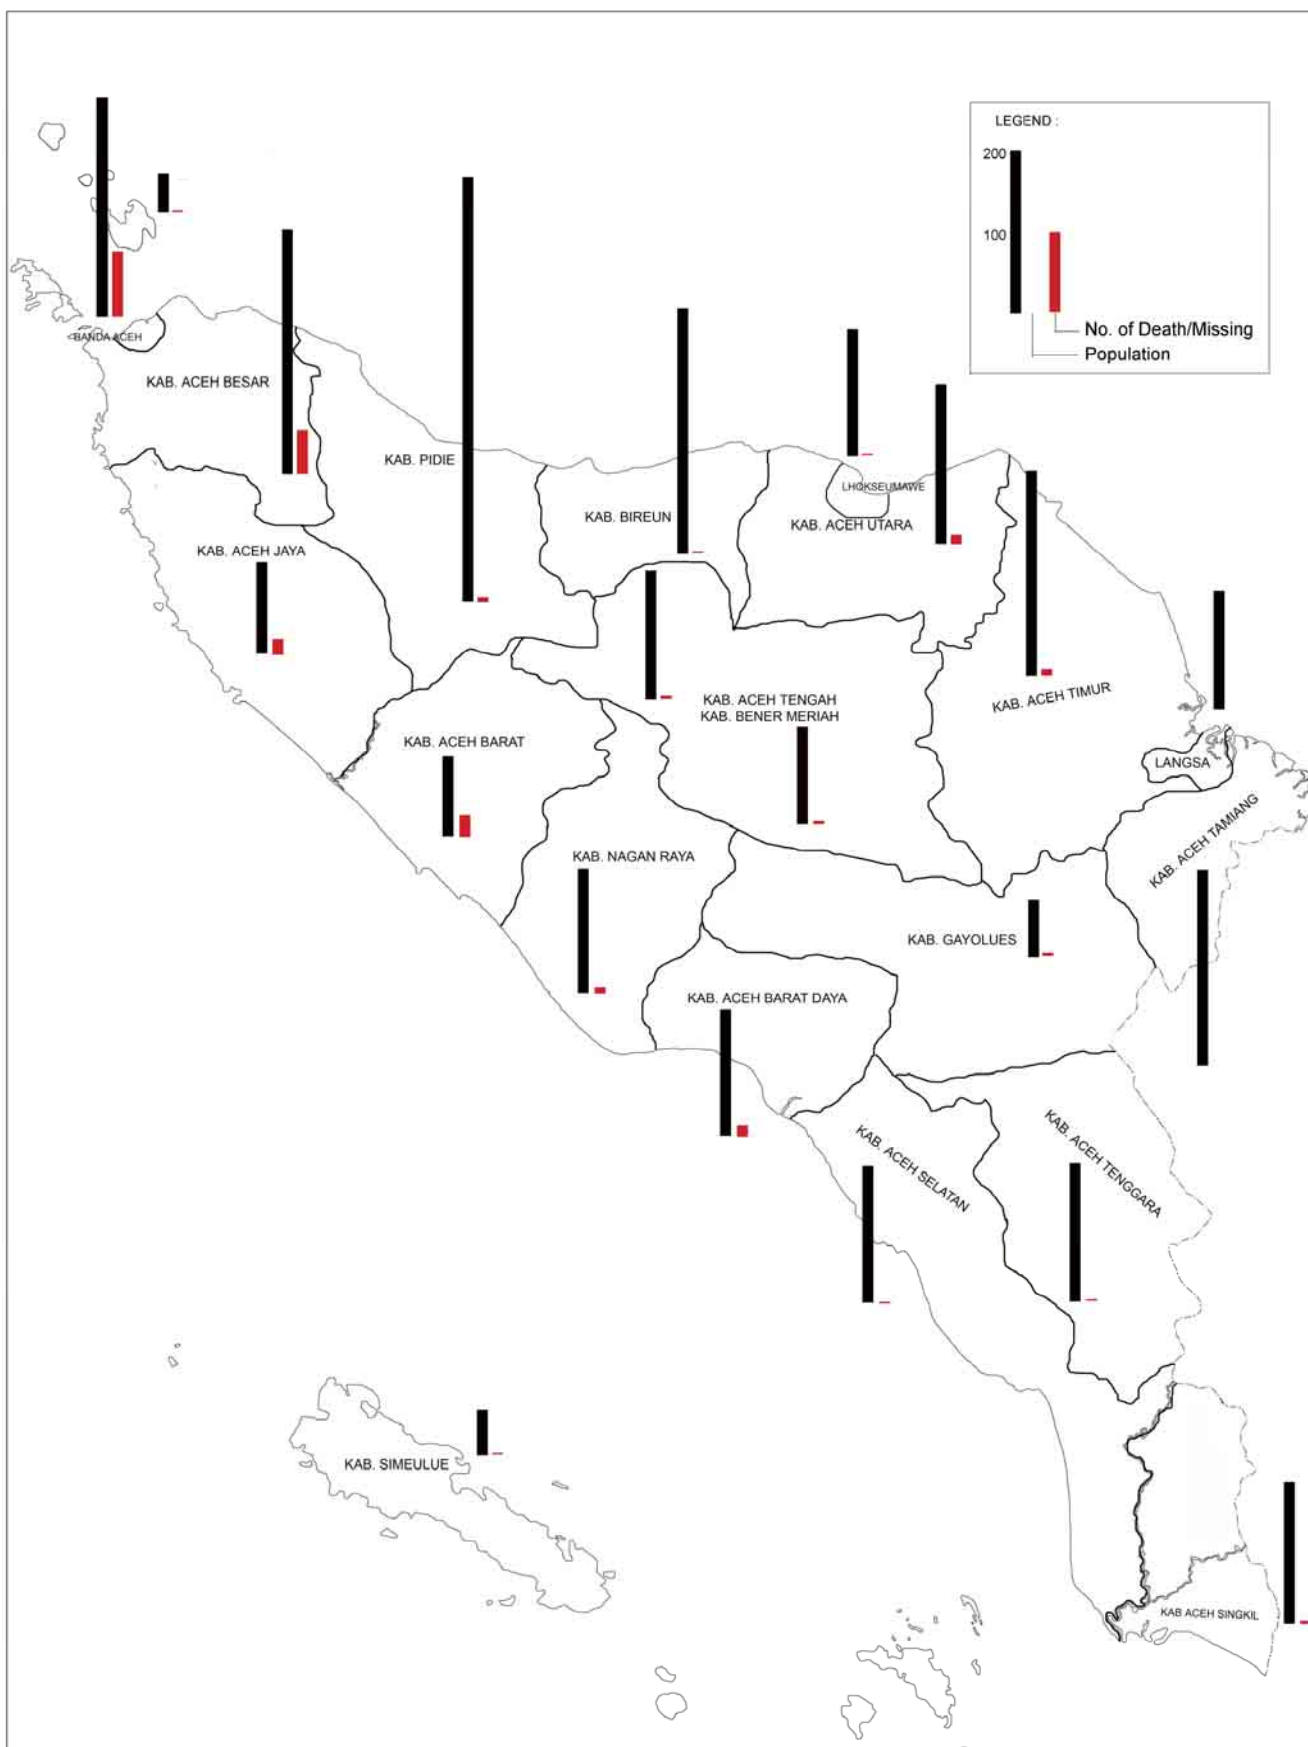 LEGEND :
200
100
No. of Death/Missing
Population
BANDA ACEH
KAB. ACEH BESAR
KAB. PIDIE
LHOKSEUMAWE
KAB. BIREUN
KAB. ACEH UTARA
KAB. ACEH JAYA
KAB. ACEH TENGAH
KAB. BENER MERIAH
KAB. ACEH TIMUR
KAB. ACEH BARAT
LANGSA
KAB. ACEH TAMIANG
KAB. NAGAN RAYA
KAB. GAYOLUES
KAB. ACEH BARAT DAYA
KAB. ACEH SELATAN
KAB. ACEH TENGGARA
KAB. SIMEULUE
KAB ACEH SINGKIL